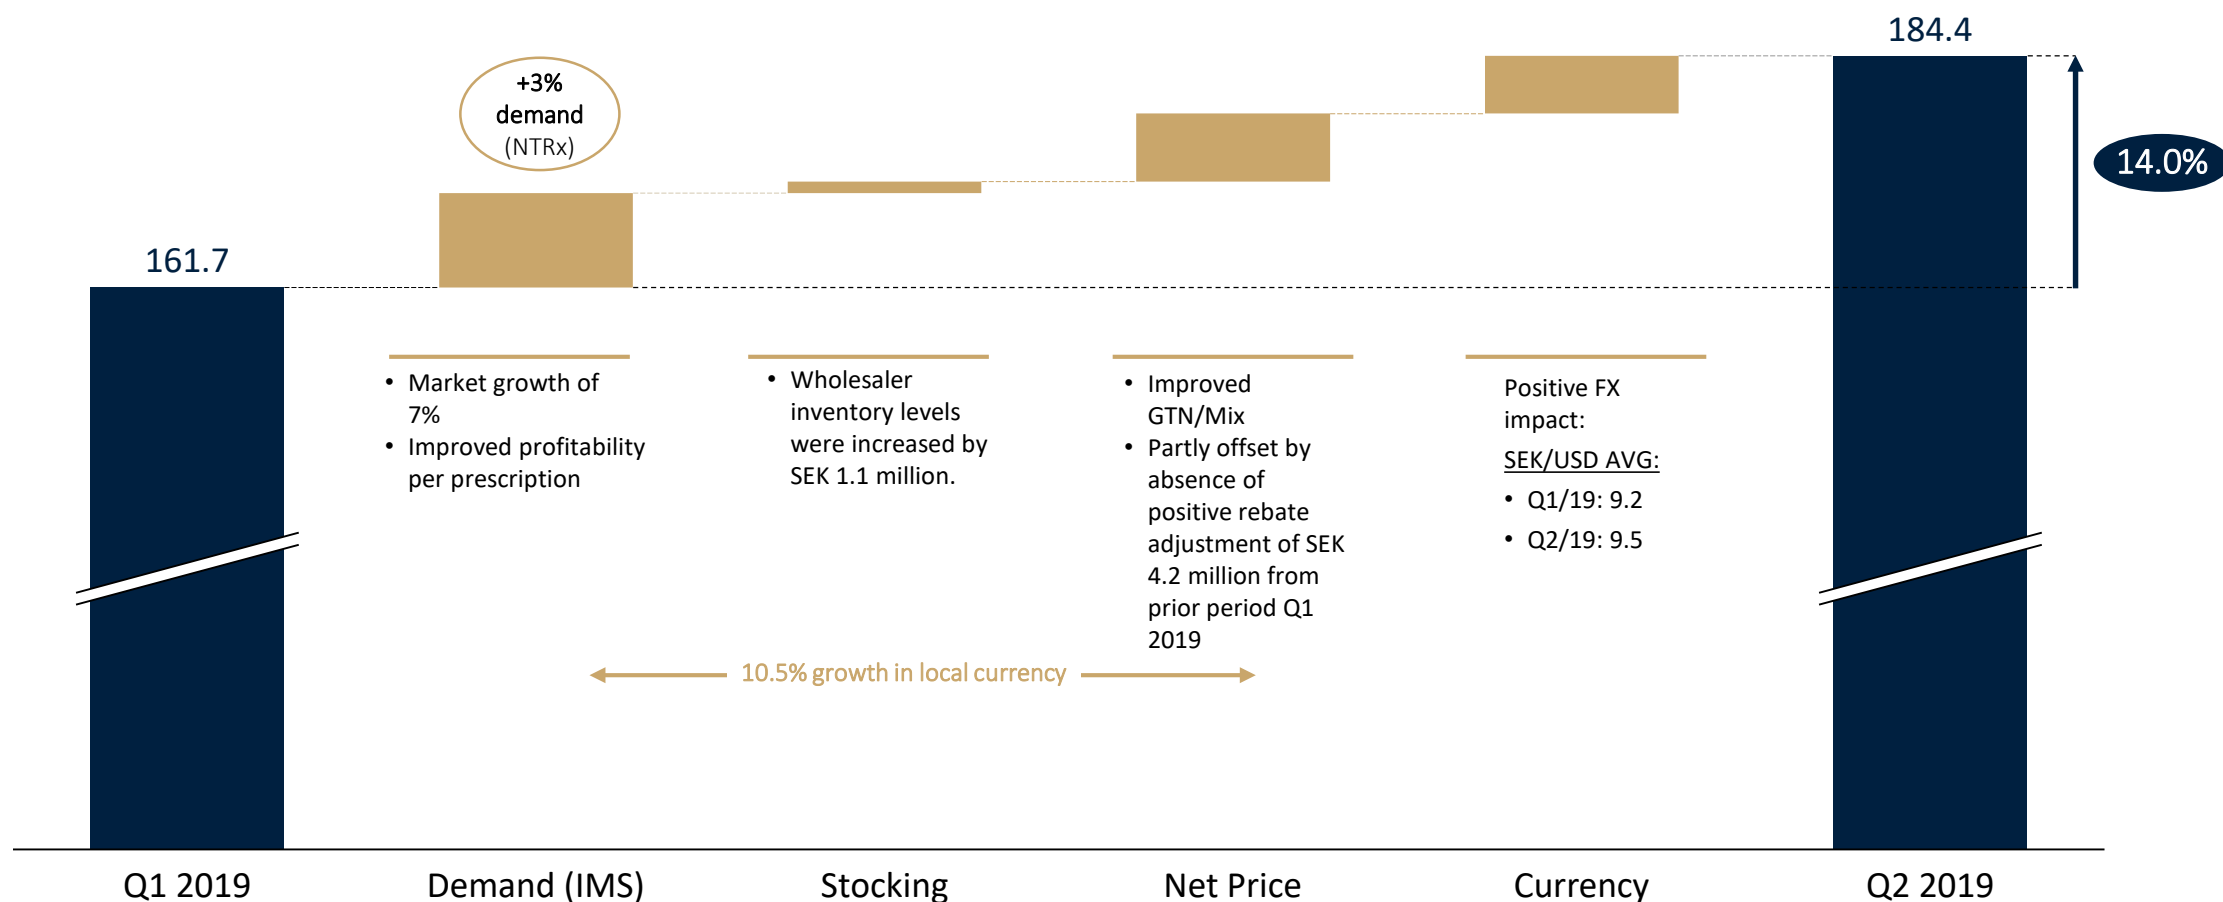 184.4
+3%
demand
(NTRx)
14.0%
161.7
• Market growth of
7%
• Improved profitability
per prescription
• Wholesaler
inventory levels
were increased by
SEK 1.1 million.
• Improved
GTN/Mix
• Partly offset by
absence of
positive rebate
adjustment of SEK
4.2 million from
prior period Q1
2019
Positive FX
impact:
SEK/USD AVG:
• Q1/19: 9.2
• Q2/19: 9.5
10.5% growth in local currency
Q1 2019
Demand (IMS)
Stocking
Net Price
Currency
Q2 2019